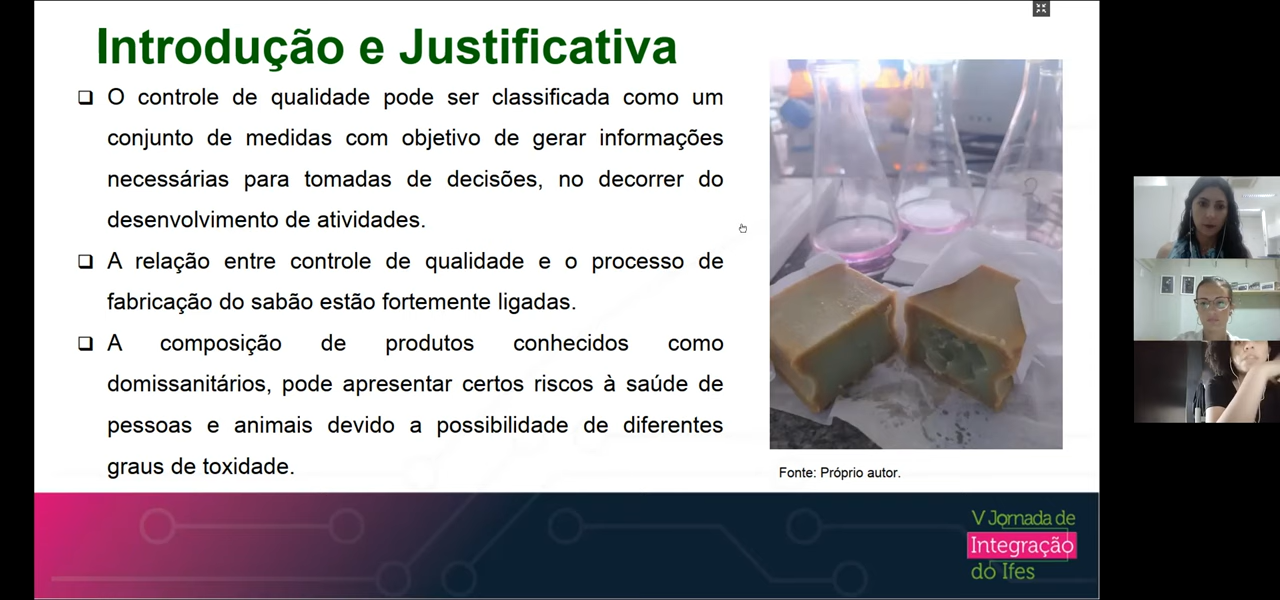 Introdução e Justificativa
O controle de qualidade pode ser classificada como um
conjunto de medidas com objetivo de gerar informações
necessárias para tomadas de decisões, no decorrer do
desenvolvimento de atividades.
A relação entre controle de qualidade e o processo de
fabricação do sabão estão fortemente ligadas.
A composição de produtos conhecidos como
domissanitários, pode apresentar certos riscos à saúde de
pessoas e animais devido a possibilidade de diferentes
graus de toxidade.
Fonte: Próprio autor.
V Jornada de
Integração
do Ifes